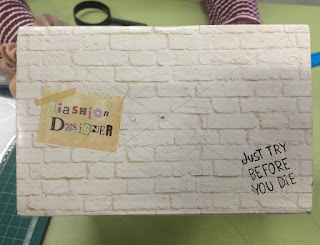 Fashion
DesigNER
JUST TRY
BEFORE
YOU DIE